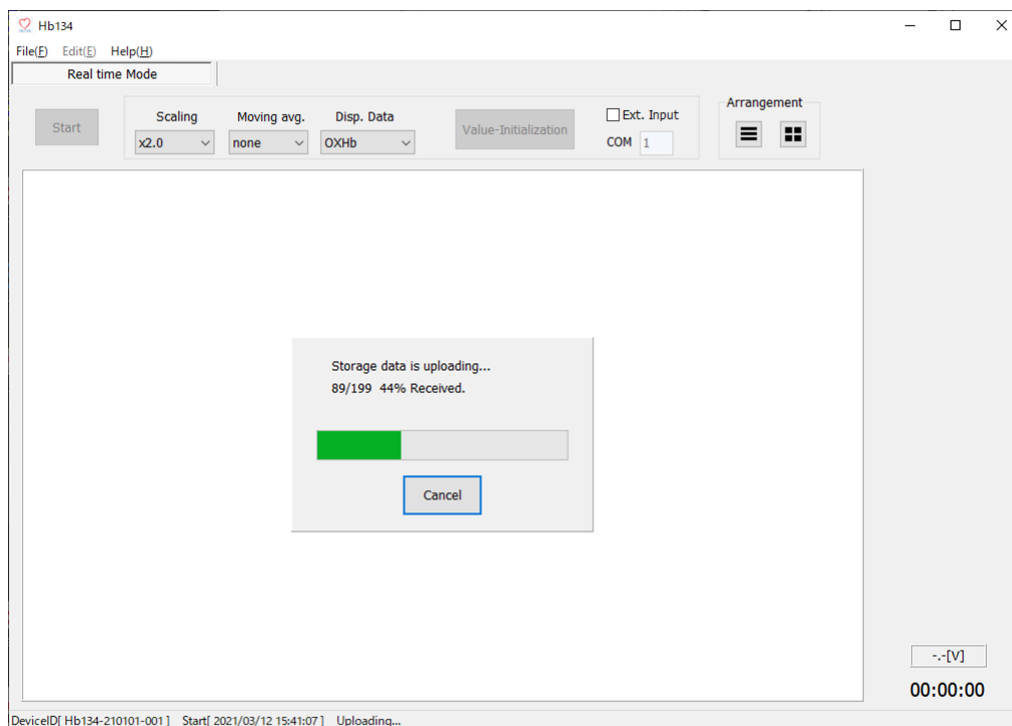 Hb134
File(F) Edit(E) Help(H)
Real time Mode
Start
Scaling
x2.0
Moving avg.
none
Disp. Data
OXHb
Value-Initialization
Ext. Input
COM 1
Arrangement
Storage data is uploading...
89/199 44% Received.
Cancel
-.-[V]
00:00:00
DeviceID[ Hb134-210101-001 ] Start[ 2021/03/12 15:41:07 ] Uploading...